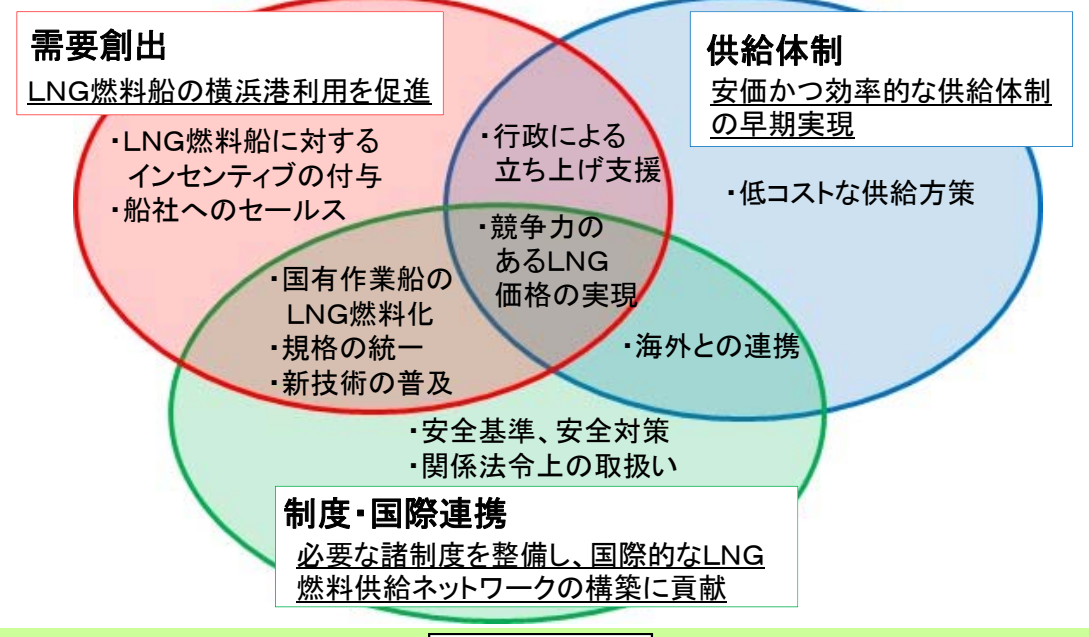 需要創出
LNG燃料船の横浜港利用を促進
供給体制
安価かつ効率的な供給体制
の早期実現
・LNG燃料船に対する
インセンティブの付与
・船社へのセールス
・行政による
立ち上げ支援
・低コストな供給方策
・競争力の
あるLNG
価格の実現
・国有作業船の
LNG燃料化
・規格の統一
・新技術の普及
・海外との連携
・安全基準、安全対策
・関係法令上の取扱い
制度・国際連携
必要な諸制度を整備し、国際的なLNG
燃料供給ネットワークの構築に貢献